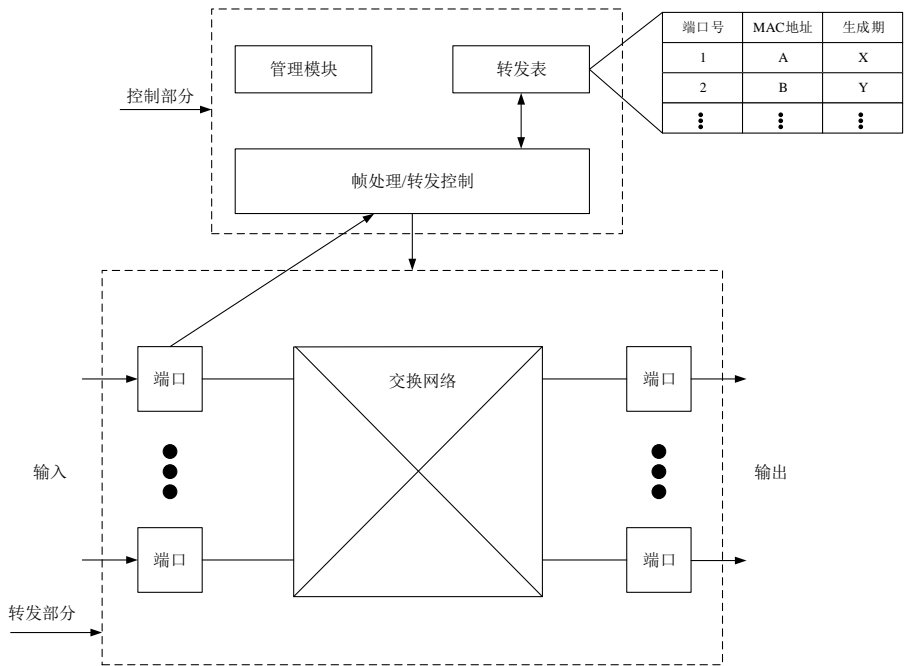 端口号 MAC地址 生成期
1 A X
2 B Y
管理模块
转发表
控制部分
帧处理/转发控制
端口
交换网络
端口
输入
输出
端口
端口
转发部分